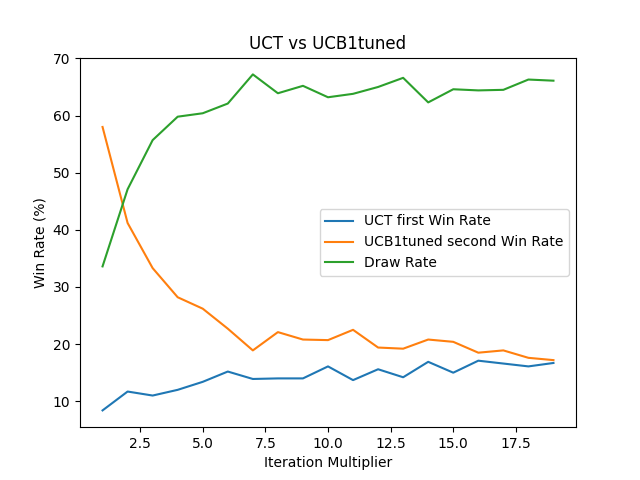 UCT vs UCB1tuned
Win Rate (%)
70
60
50
40
30
20
10
UCT first Win Rate
UCB1tuned second Win Rate
Draw Rate
2.5 5.0 7.5 10.0 12.5 15.0 17.5
Iteration Multiplier